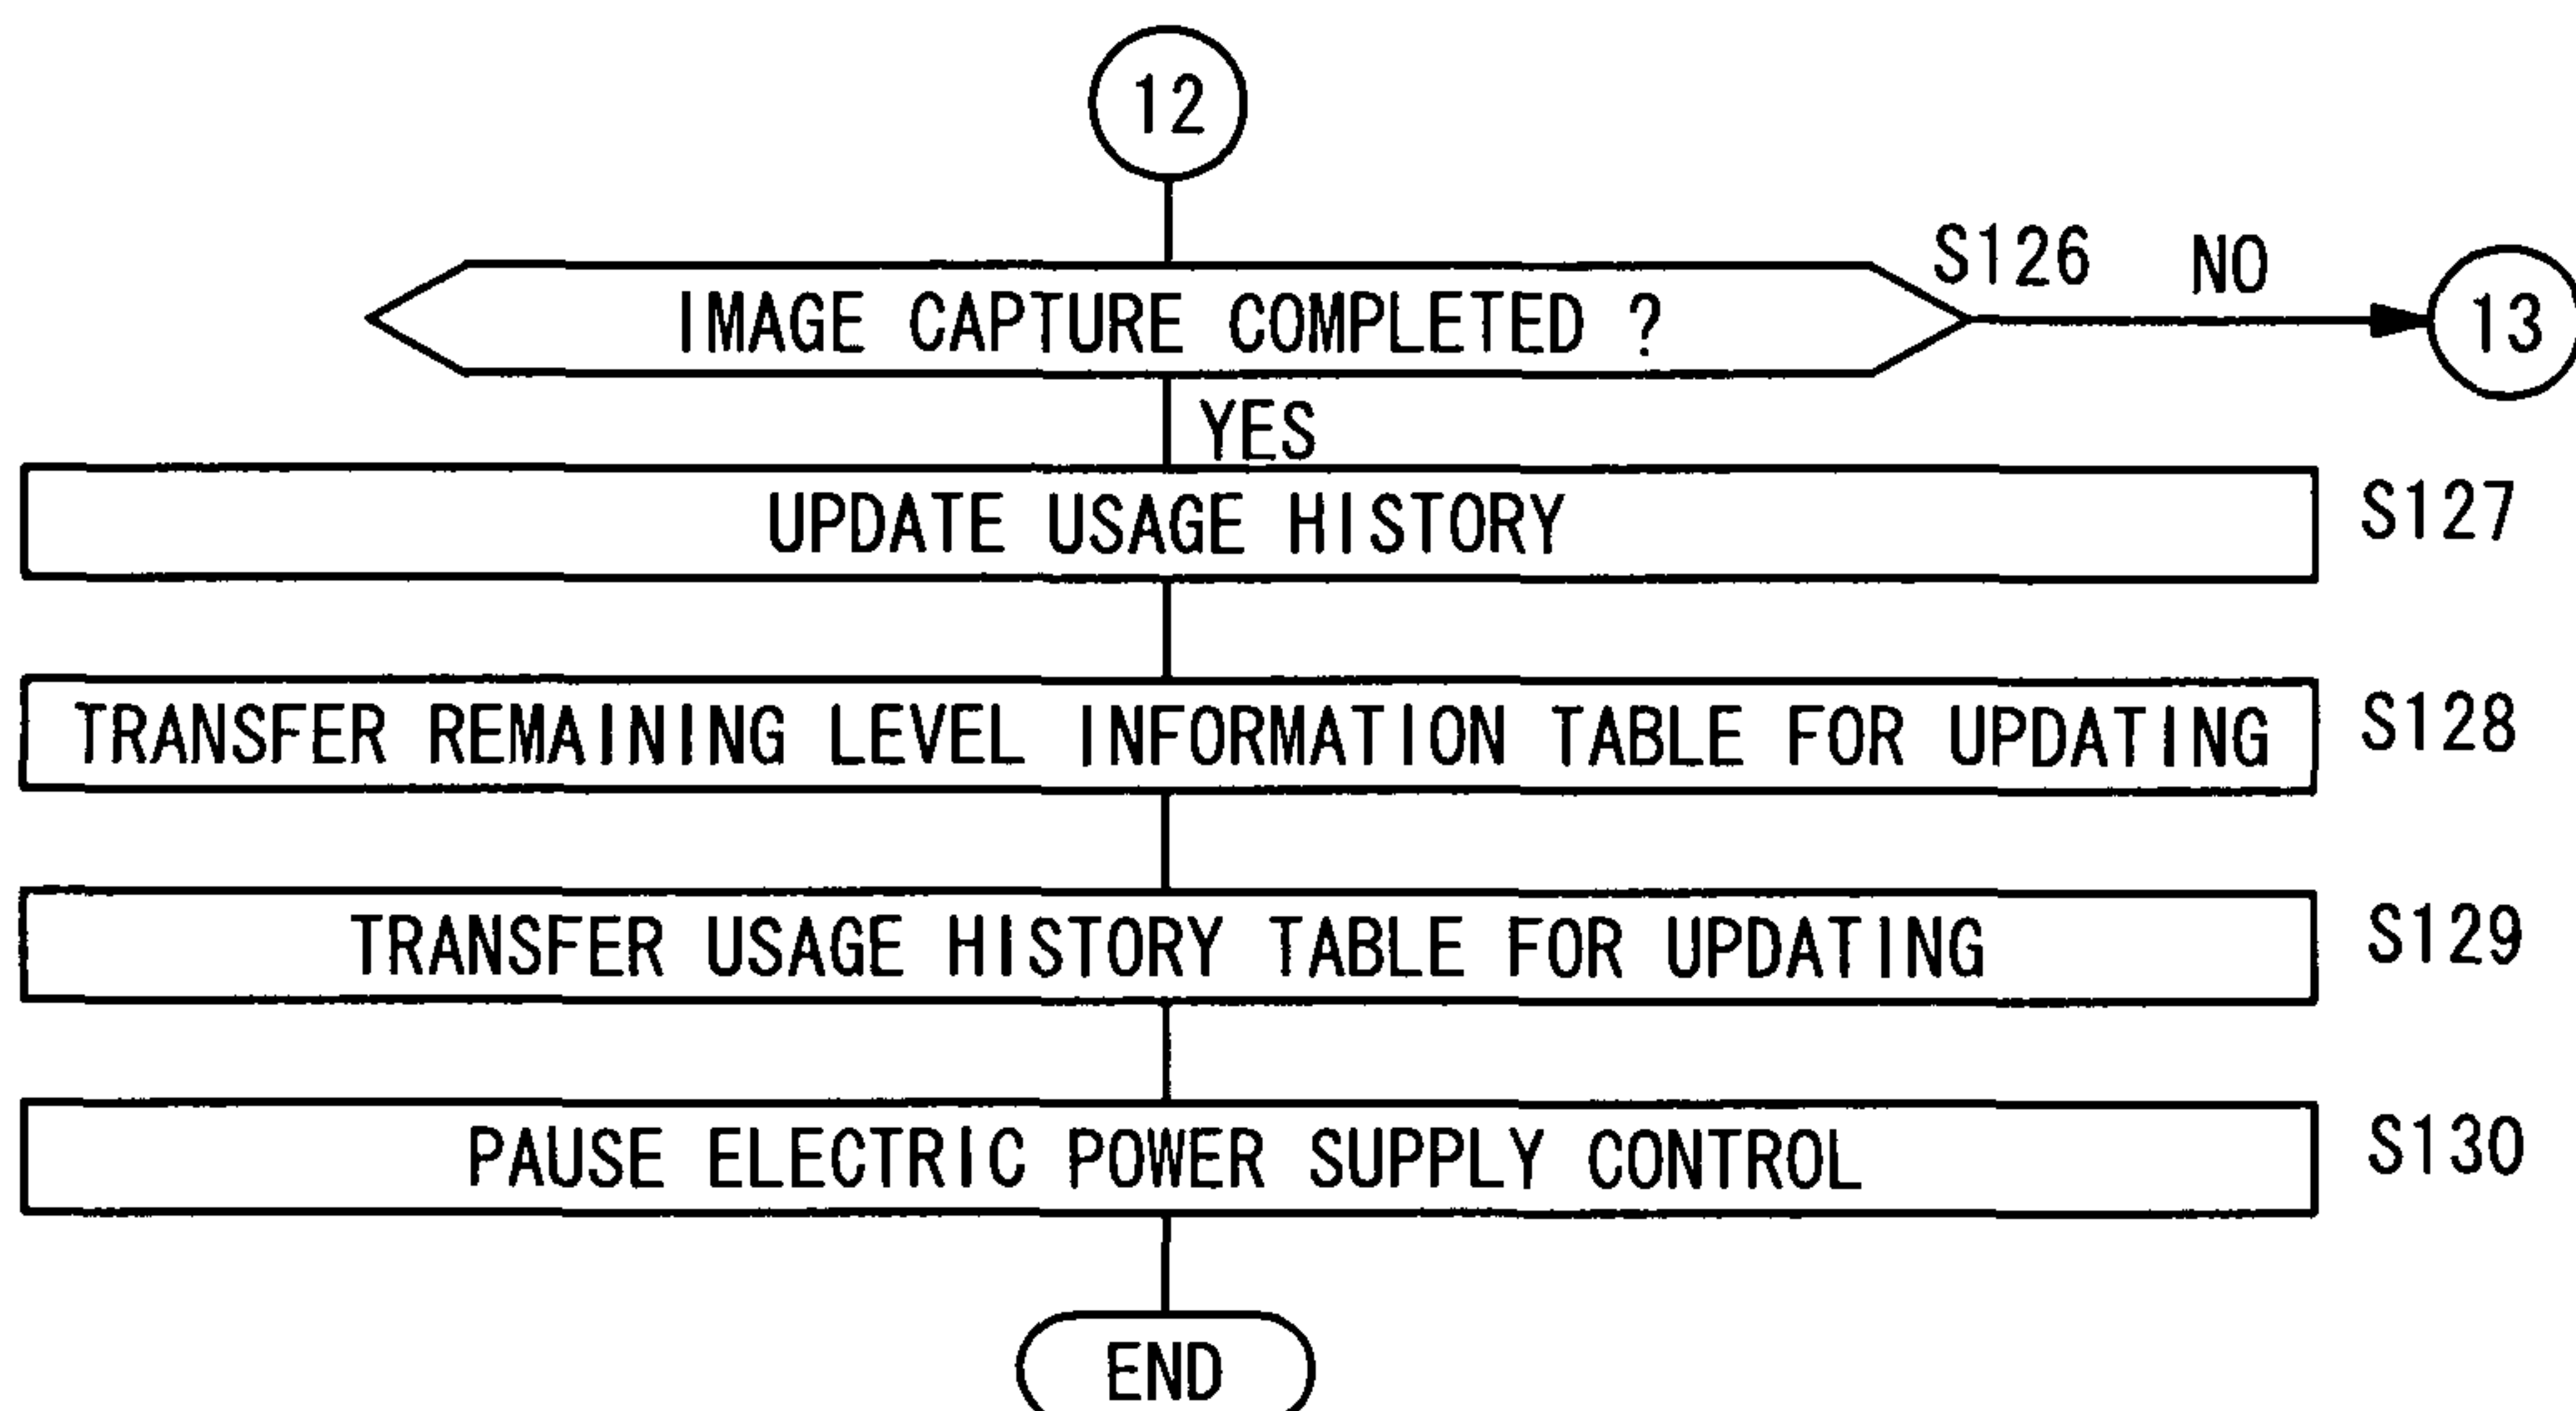 12
IMAGE CAPTURE COMPLETED ?
S126
NO
13
YES
UPDATE USAGE HISTORY
S127
TRANSFER REMAINING LEVEL INFORMATION TABLE FOR UPDATING
S128
TRANSFER USAGE HISTORY TABLE FOR UPDATING
S129
PAUSE ELECTRIC POWER SUPPLY CONTROL
S130
END